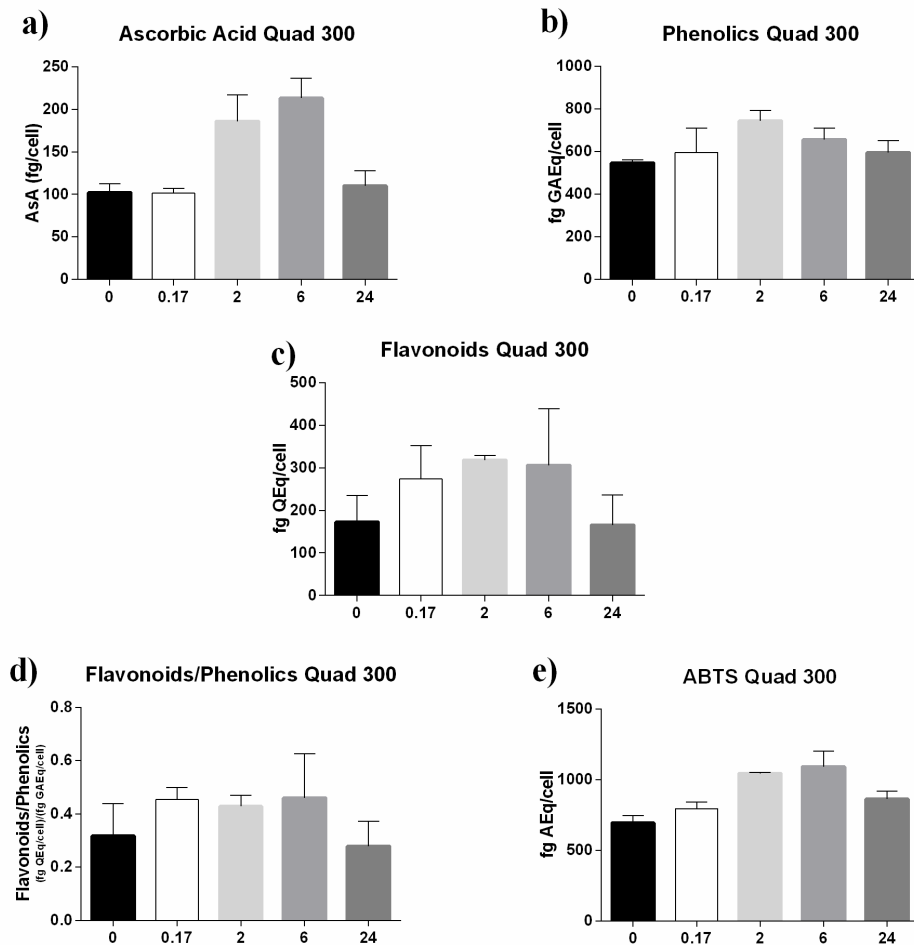 a)
Ascorbic Acid Quad 300
AsA (fg/cell)
250
200
150
100
50
0
0 0.17 2 6 24
b)
Phenolics Quad 300
fg GAEq/cell
1000
800
600
400
200
0
0 0.17 2 6 24
c)
Flavonoids Quad 300
fg QEq/cell
500
400
300
200
100
0
0 0.17 2 6 24
d)
Flavonoids/Phenolics Quad 300
Flavonoids/Phenolics
(fg QEq/cell)/(fg GAEq/cell)
0.8
0.6
0.4
0.2
0.0
0 0.17 2 6 24
e)
ABTS Quad 300
fg AEq/cell
1500
1000
500
0
0 0.17 2 6 24